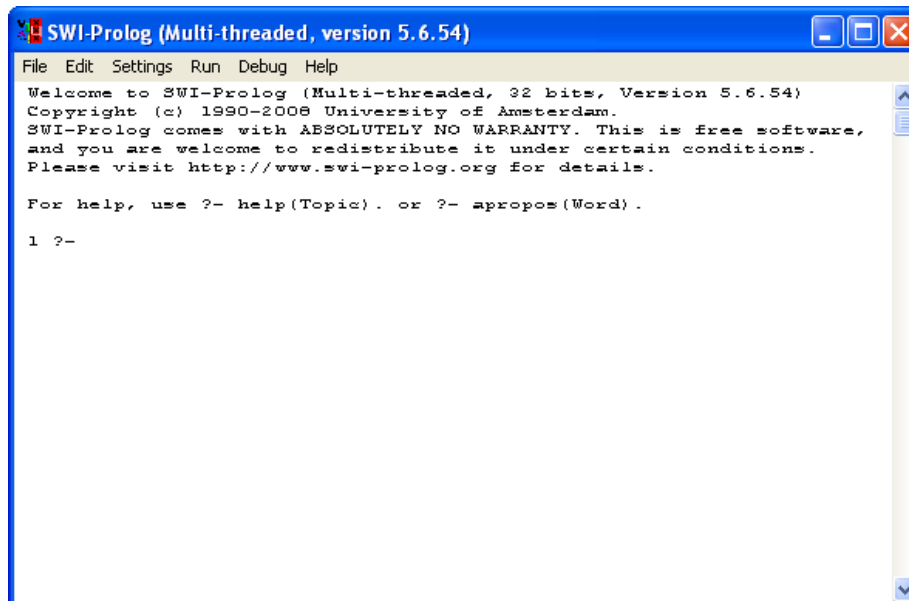 SWI-Prolog (Multi-threaded, version 5.6.54)
File Edit Settings Run Debug Help
Welcome to SWI-Prolog (Multi-threaded, 32 bits, Version 5.6.54)
Copyright (c) 1990-2008 University of Amsterdam.
SWI-Prolog comes with ABSOLUTELY NO WARRANTY. This is free software,
and you are welcome to redistribute it under certain conditions.
Please visit http://www.swi-prolog.org for details.
For help, use ?- help(Topic). or ?- apropos(Word).
1 ?-